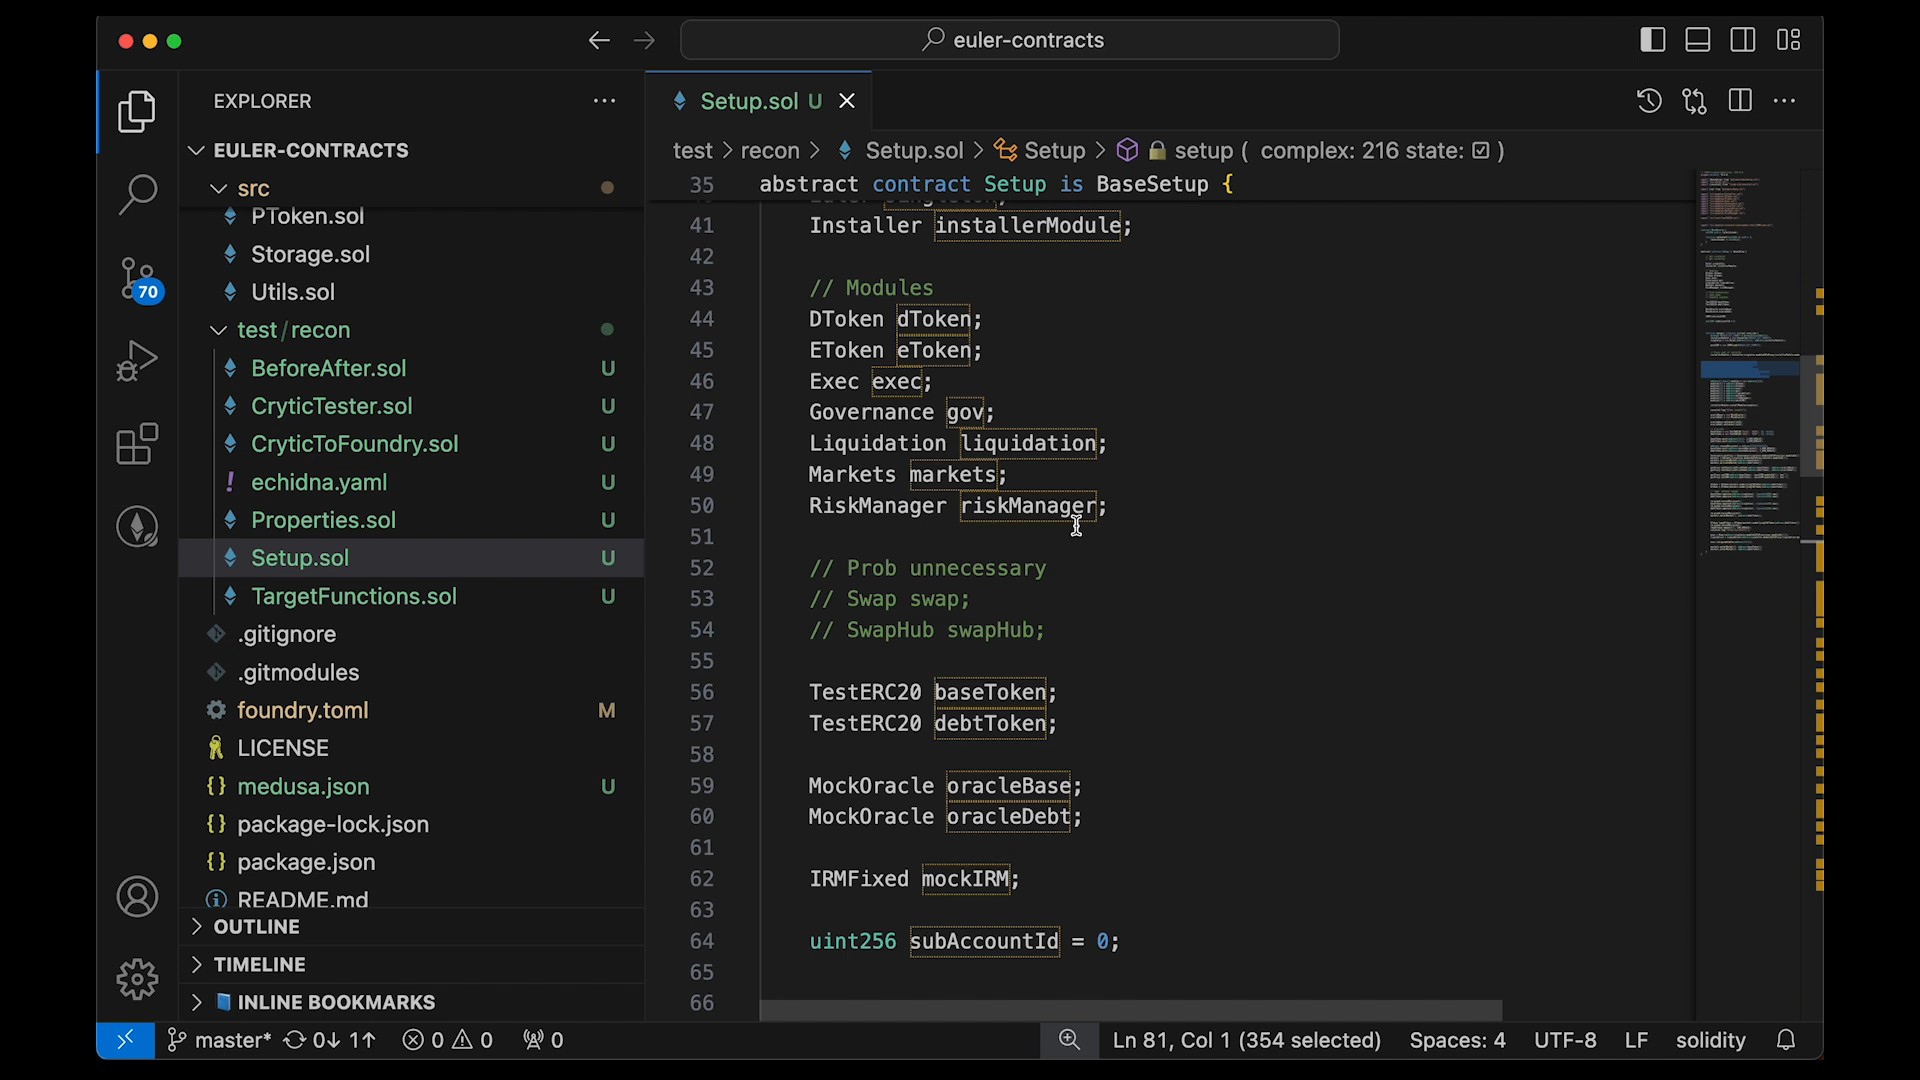 euler-contracts
EXPLORER
EULER-CONTRACTS
src
PToken.sol
Storage.sol
Utils.sol
test/recon
BeforeAfter.sol U
CryticTester.sol U
CryticToFoundry.sol U
echidna.yaml U
Properties.sol U
Setup.sol U
TargetFunctions.sol U
.gitignore
.gitmodules
foundry.toml M
LICENSE
medusa.json U
package-lock.json
package.json
README.md
OUTLINE
TIMELINE
INLINE BOOKMARKS
70
Setup.sol U
test > recon > Setup.sol > Setup > setup ( complex: 216 state: ☑ )
35 abstract contract Setup is BaseSetup {
41 Installer installerModule;
42
43 // Modules
44 DToken dToken;
45 EToken eToken;
46 Exec exec;
47 Governance gov;
48 Liquidation liquidation;
49 Markets markets;
50 RiskManager riskManager;
51
52 // Prob unnecessary
53 // Swap swap;
54 // SwapHub swapHub;
55
56 TestERC20 baseToken;
57 TestERC20 debtToken;
58
59 MockOracle oracleBase;
60 MockOracle oracleDebt;
61
62 IRMFixed mockIRM;
63
64 uint256 subAccountId = 0;
65
66
master* 0↓ 1↑ 0 0 0 Ln 81, Col 1 (354 selected) Spaces: 4 UTF-8 LF solidity